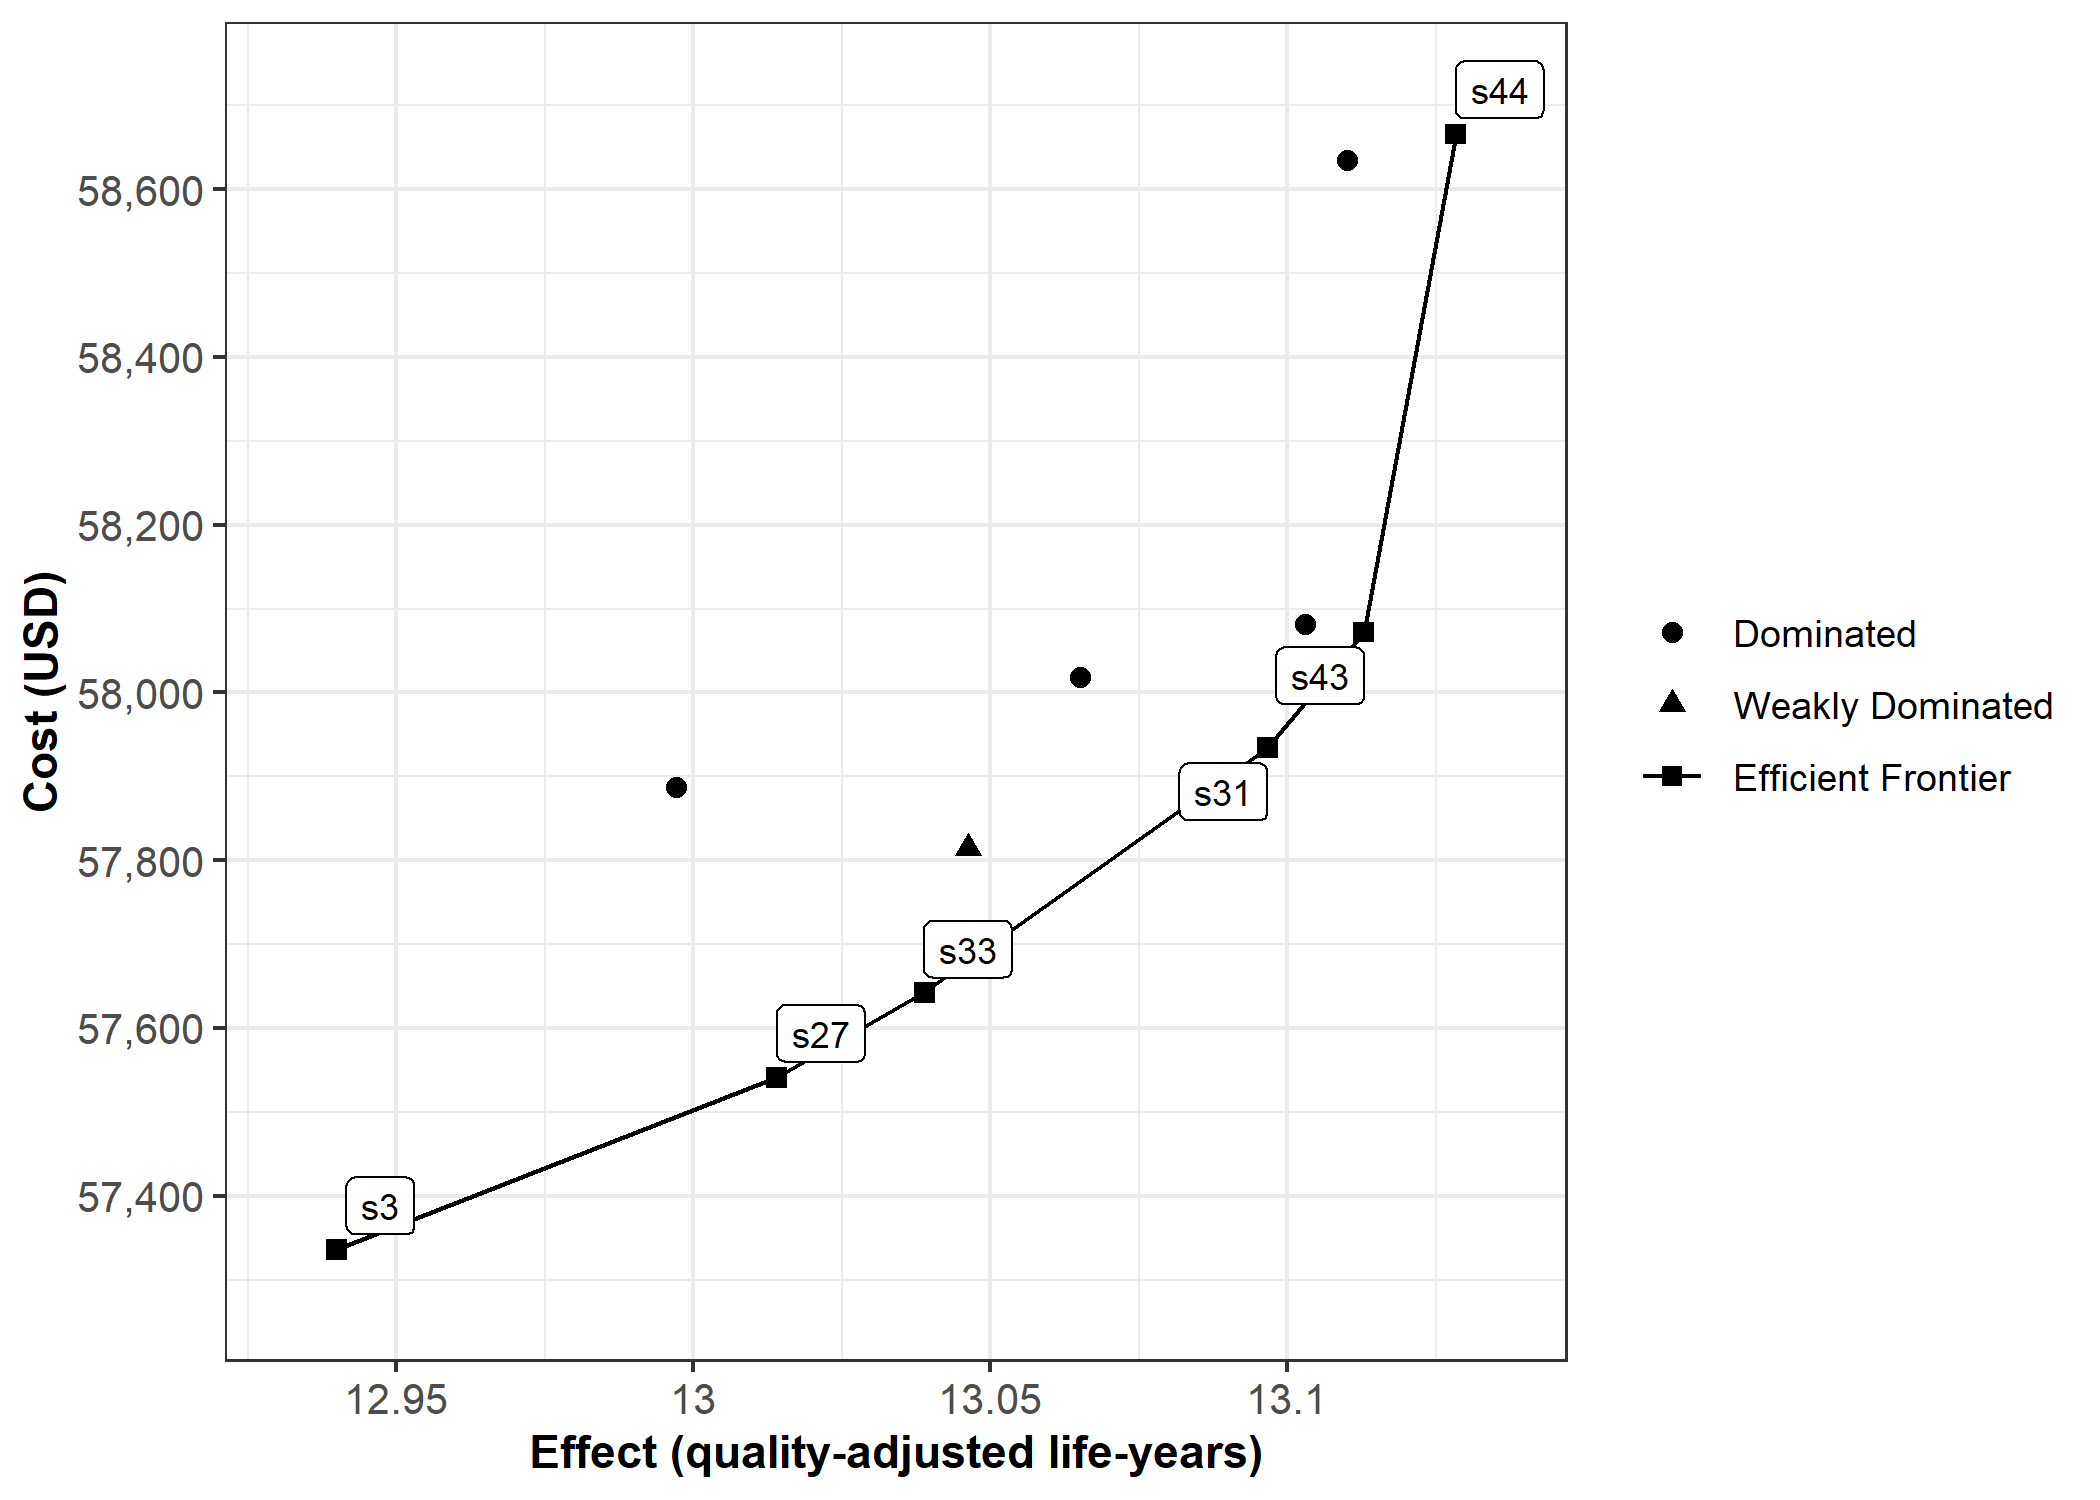 s44
58,600
58,400
58,200
58,000
57,800
57,600
57,400
s43
s31
s33
s27
s3
Cost (USD)
12.95
13
13.05
13.1
Effect (quality-adjusted life-years)
Dominated
Weakly Dominated
Efficient Frontier